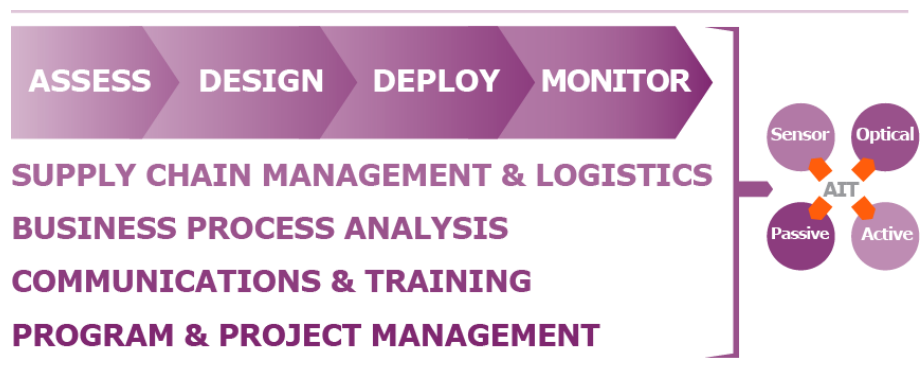 ASSESS DESIGN DEPLOY MONITOR
SUPPLY CHAIN MANAGEMENT & LOGISTICS
BUSINESS PROCESS ANALYSIS
COMMUNICATIONS & TRAINING
PROGRAM & PROJECT MANAGEMENT
Sensor Optical
AIT
Passive Active